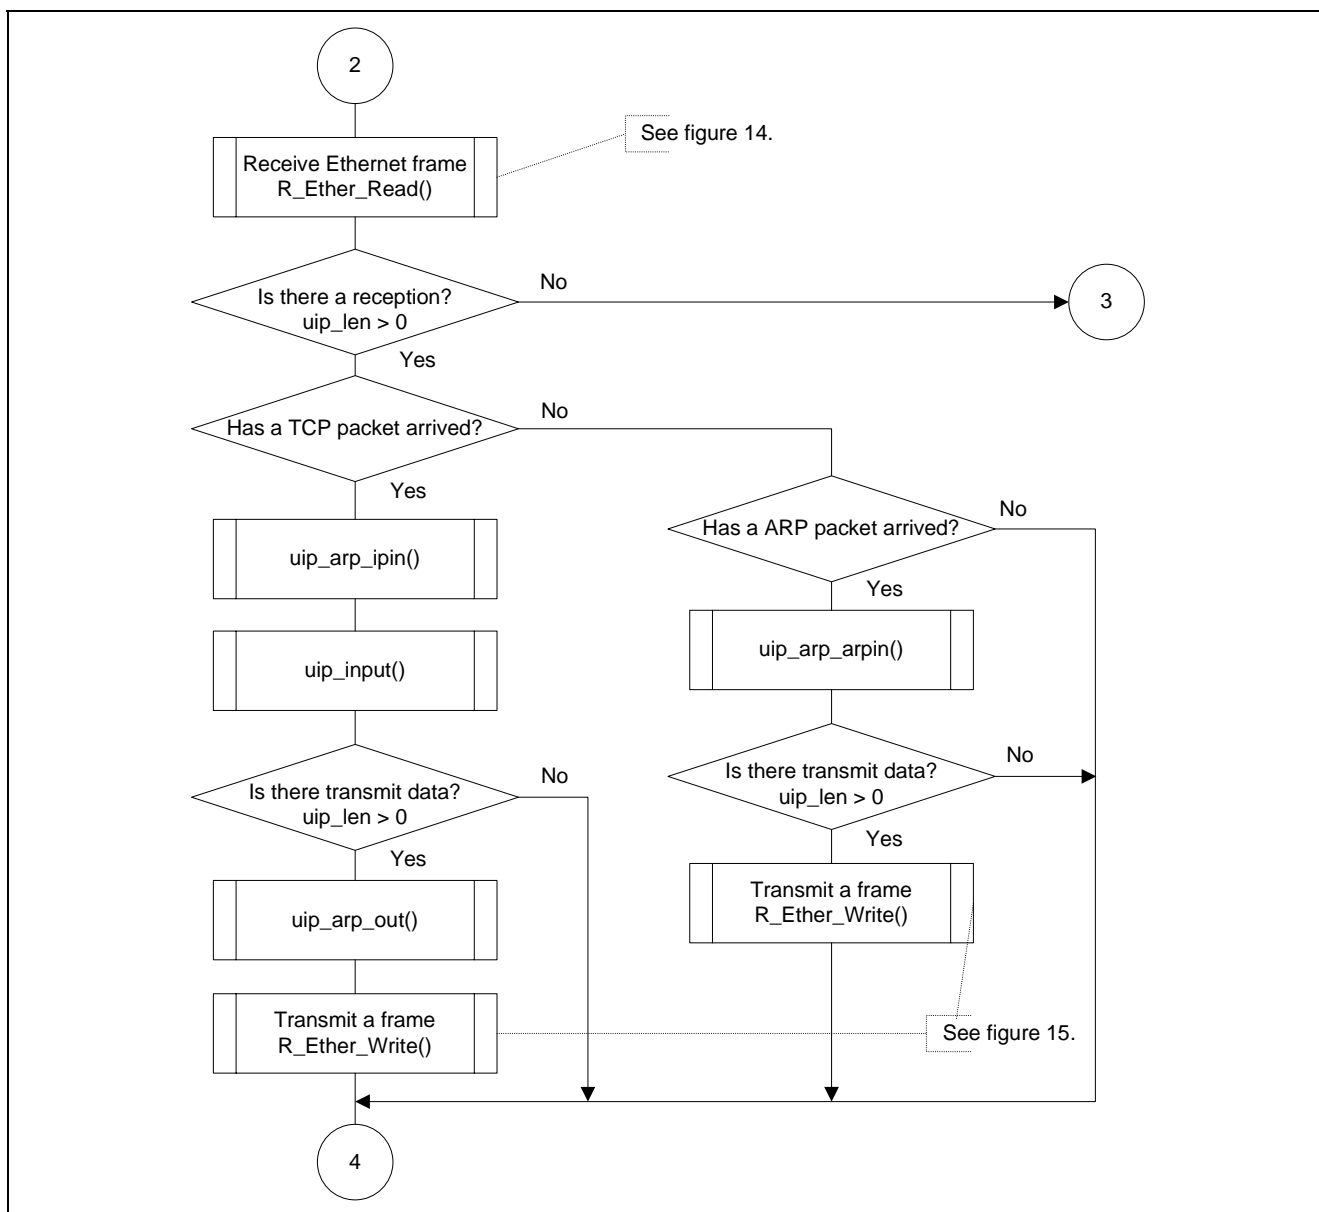 2
See figure 14.
Receive Ethernet frame
R_Ether_Read()
Is there a reception?
uip_len > 0
No
3
Yes
Has a TCP packet arrived?
No
Yes
Has a ARP packet arrived?
No
uip_arp_ipin()
Yes
uip_arp_arpin()
uip_input()
Is there transmit data?
uip_len > 0
No
Is there transmit data?
uip_len > 0
No
Yes
Yes
uip_arp_out()
Transmit a frame
R_Ether_Write()
Transmit a frame
R_Ether_Write()
See figure 15.
4